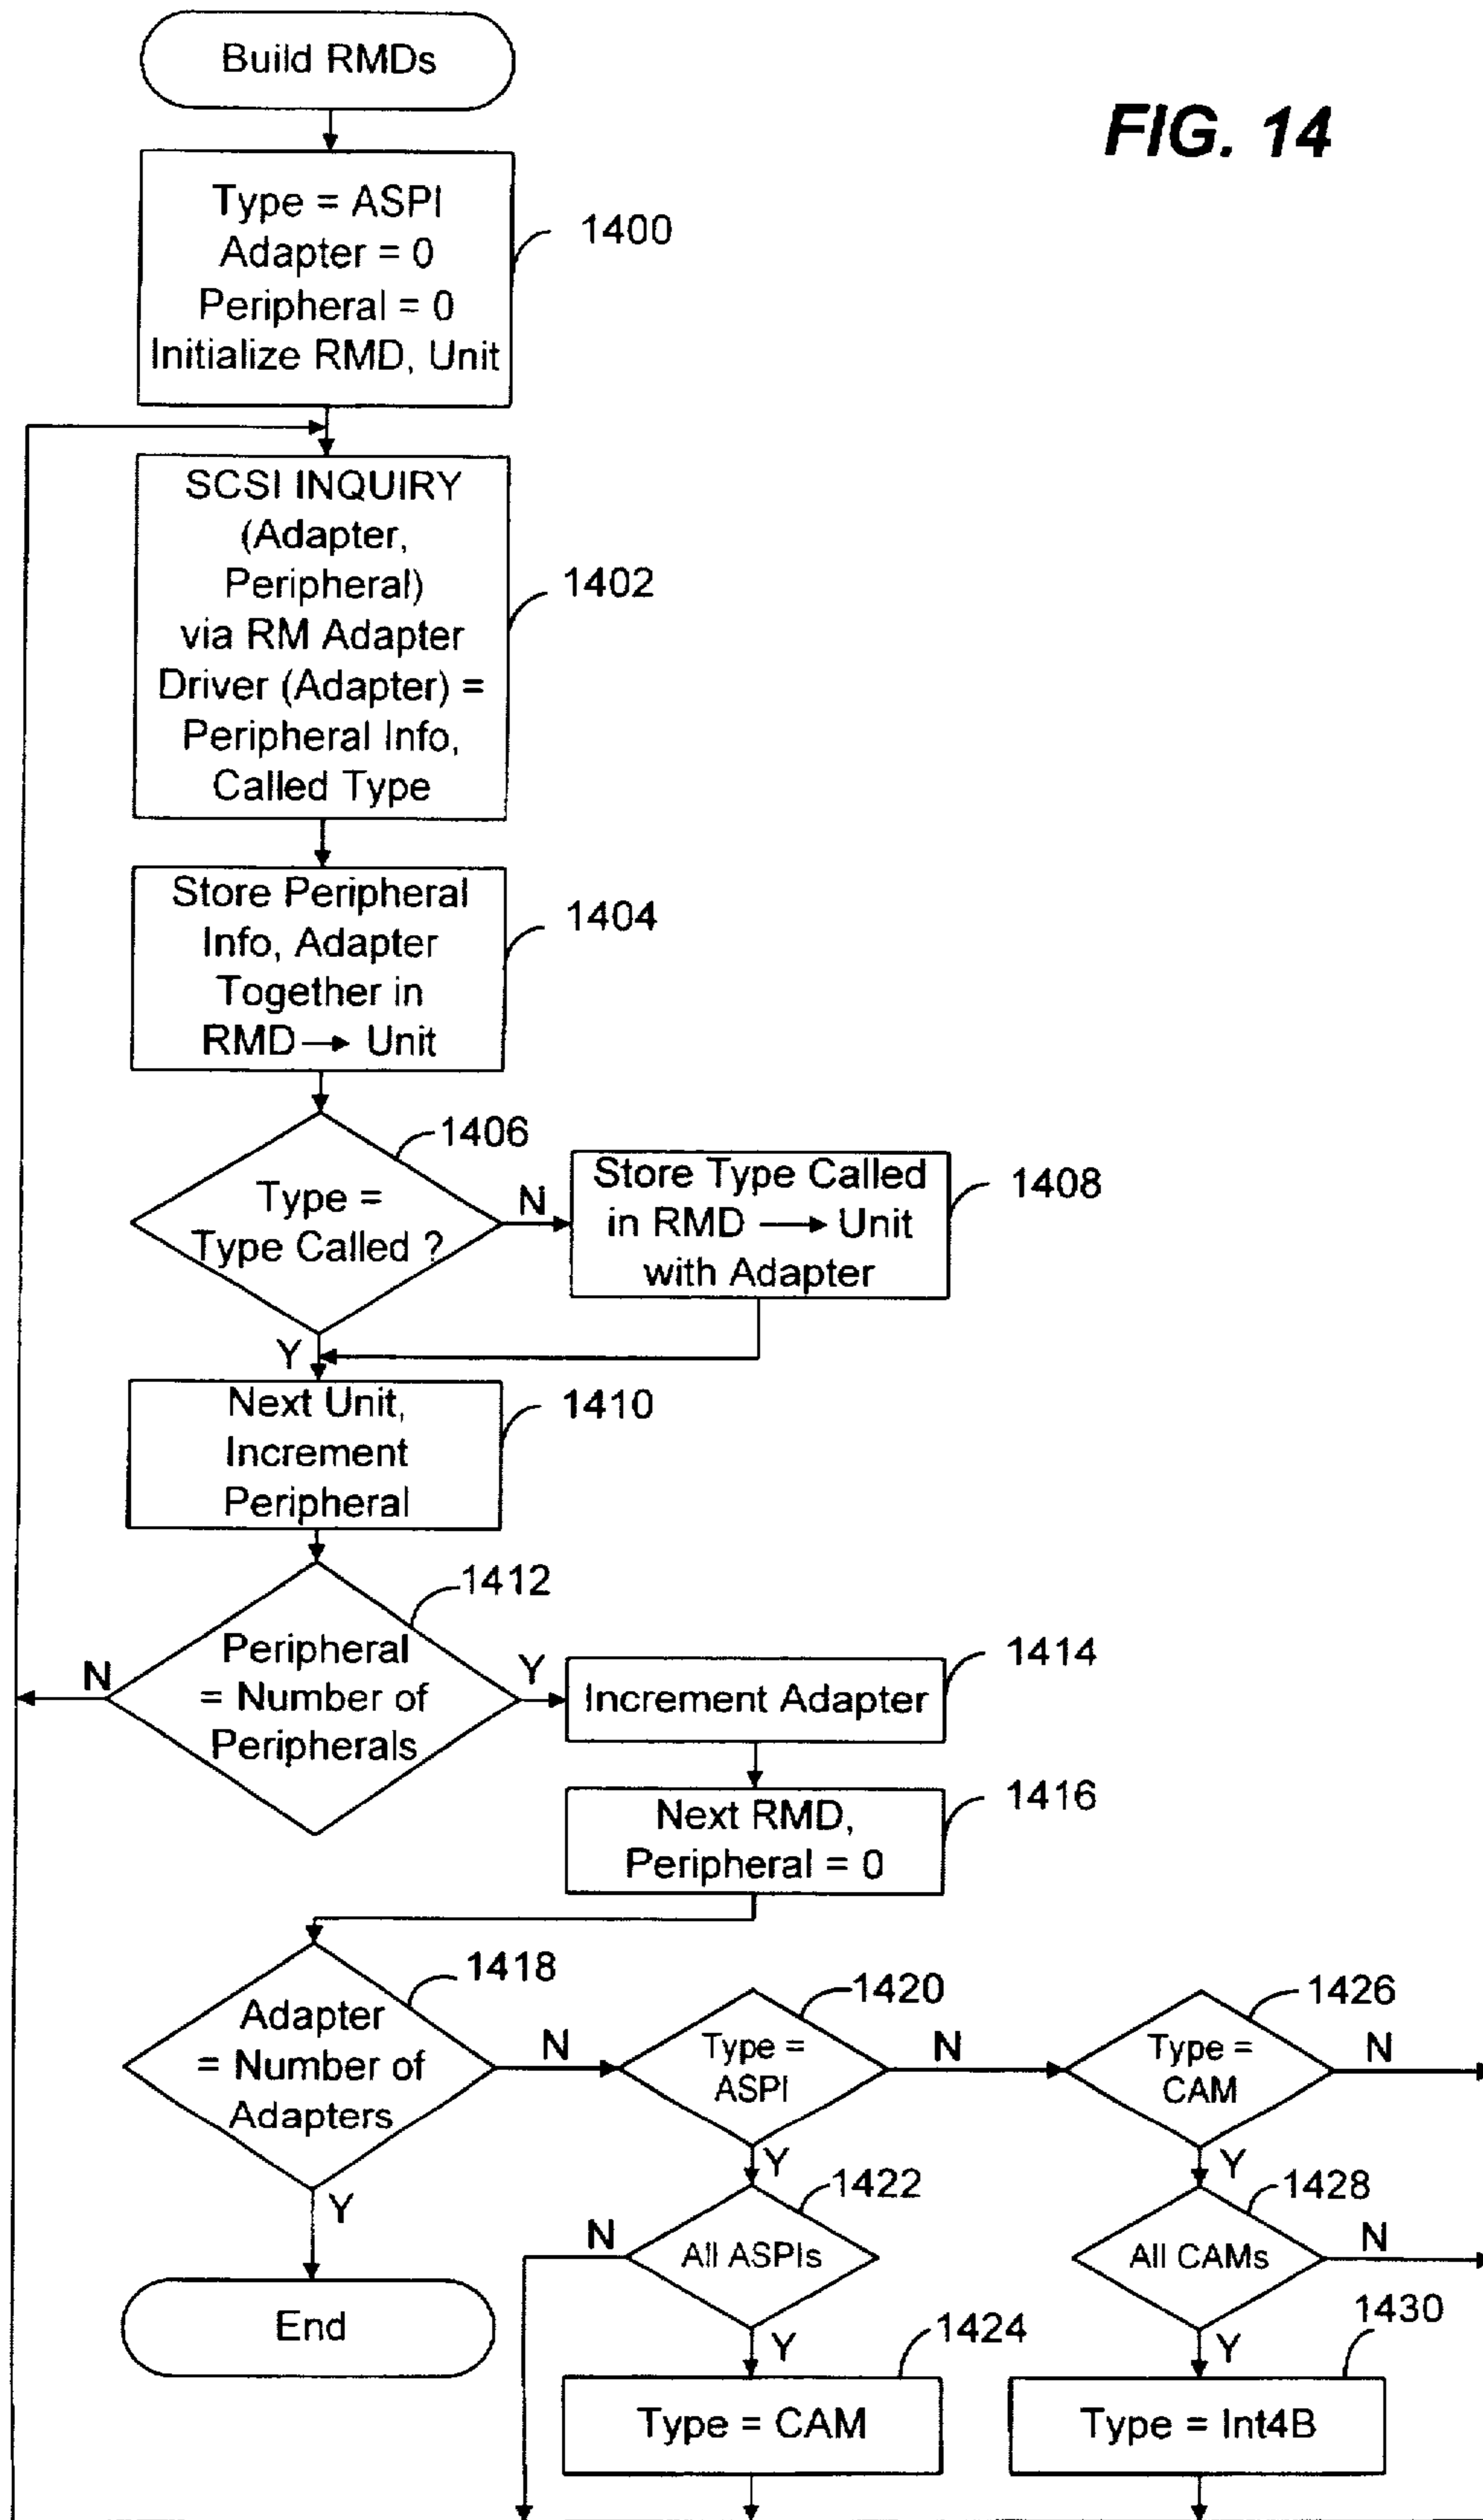 Build RMDs
FIG. 14
Type = ASPI
Adapter = 0
Peripheral = 0
Initialize RMD, Unit
1400
SCSI INQUIRY
(Adapter,
Peripheral)
via RM Adapter
Driver (Adapter) =
Peripheral Info,
Called Type
1402
Store Peripheral
Info, Adapter
Together in
RMD → Unit
1404
1406
Type =
Type Called ?
N
Y
Store Type Called
in RMD → Unit
with Adapter
1408
Next Unit,
Increment
Peripheral
1410
1412
Peripheral
= Number of
Peripherals
N
Y
Increment Adapter
1414
Next RMD,
Peripheral = 0
1416
1418
Adapter
= Number of
Adapters
N
Y
End
1420
Type =
ASPI
N
Y
1422
All ASPIs
N
Y
1424
Type = CAM
1426
Type =
CAM
N
Y
1428
All CAMs
N
Y
1430
Type = Int4B